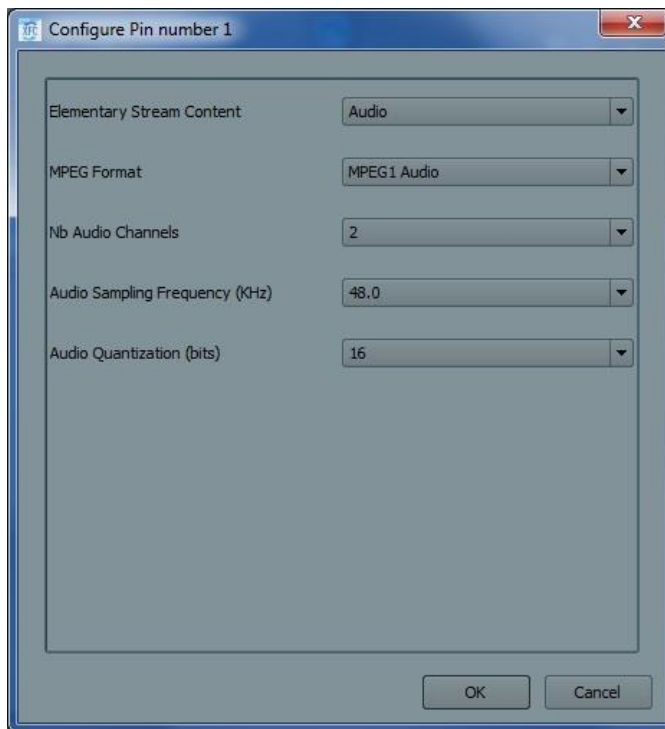 XFC Configure Pin number 1
Elementary Stream Content Audio
MPEG Format MPEG1 Audio
Nb Audio Channels 2
Audio Sampling Frequency (KHz) 48.0
Audio Quantization (bits) 16
OK Cancel